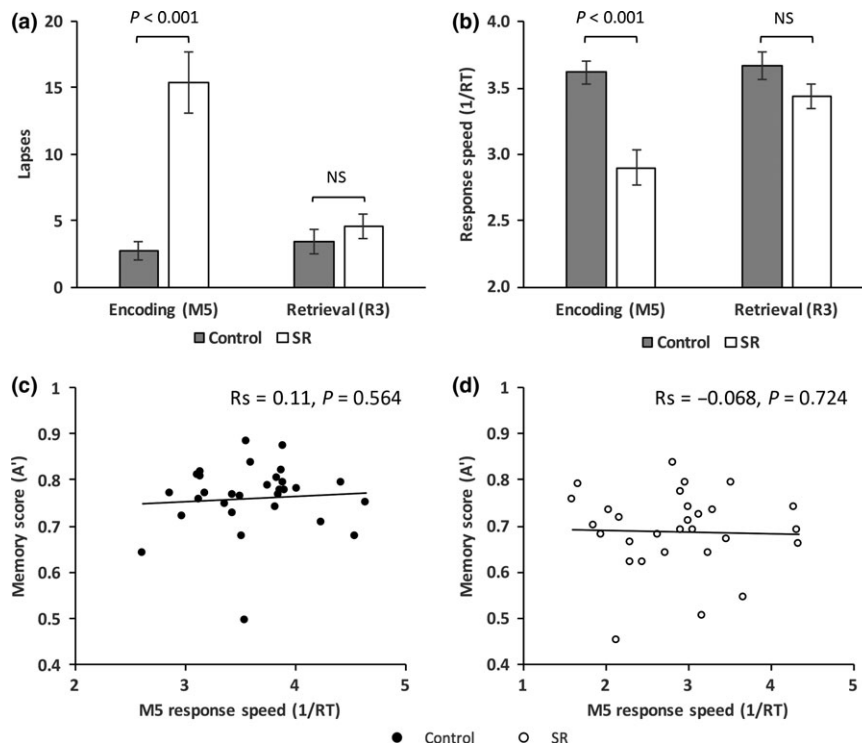 (a)
P < 0.001
NS
20
15
10
5
0
Lapses
Encoding (M5)
Retrieval (R3)
Control
SR
(b)
P < 0.001
NS
4.0
3.5
3.0
2.5
2.0
Response speed (1/RT)
Encoding (M5)
Retrieval (R3)
Control
SR
(c)
Rs = 0.11, P = 0.564
1
0.9
0.8
0.7
0.6
0.5
0.4
Memory score (A')
2
3
4
5
M5 response speed (1/RT)
(d)
Rs = −0.068, P = 0.724
1
0.9
0.8
0.7
0.6
0.5
0.4
Memory score (A')
1
2
3
4
5
M5 response speed (1/RT)
Control
SR